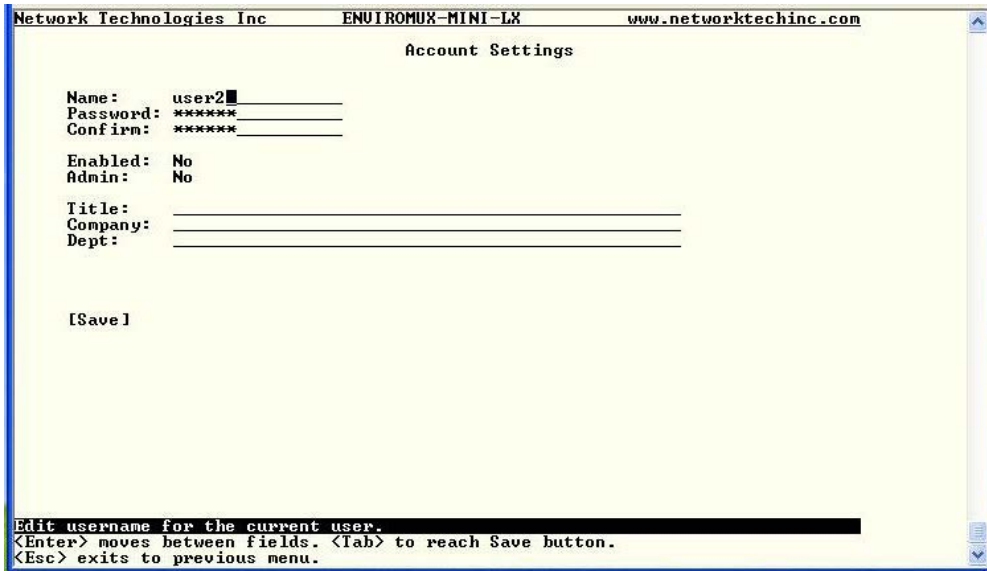 Network Technologies Inc ENVIROMUX-MINI-LX www.networktechinc.com
Account Settings
Name: user2
Password: ******
Confirm: ******
Enabled: No
Admin: No
Title:
Company:
Dept:
[Save]
Edit username for the current user.
<Enter> moves between fields. <Tab> to reach Save button.
<Esc> exits to previous menu.